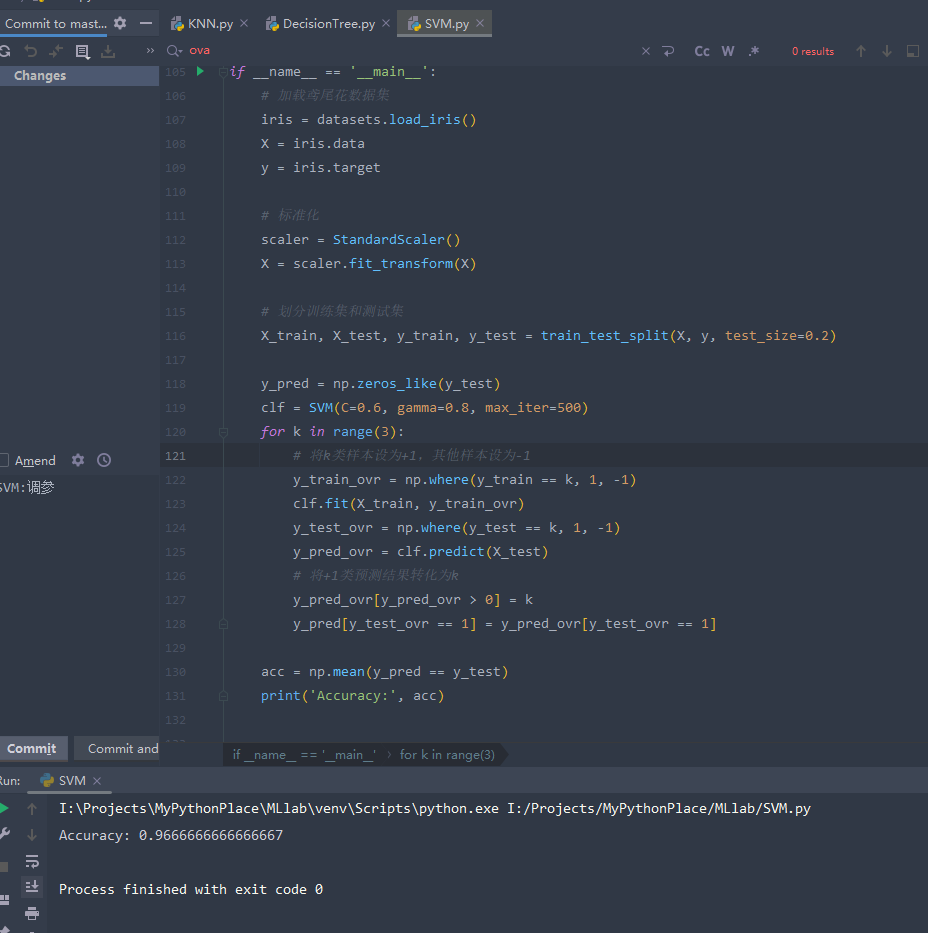 Commit to mast...
KNN.py
DecisionTree.py
SVM.py
ova
Cc W .*
0 results
Changes
105 if __name__ == '__main__':
106 # 加载鸢尾花数据集
107 iris = datasets.load_iris()
108 X = iris.data
109 y = iris.target
110
111 # 标准化
112 scaler = StandardScaler()
113 X = scaler.fit_transform(X)
114
115 # 划分训练集和测试集
116 X_train, X_test, y_train, y_test = train_test_split(X, y, test_size=0.2)
117
118 y_pred = np.zeros_like(y_test)
119 clf = SVM(C=0.6, gamma=0.8, max_iter=500)
120 for k in range(3):
121 # 将k类样本设为+1，其他样本设为-1
122 y_train_ovr = np.where(y_train == k, 1, -1)
123 clf.fit(X_train, y_train_ovr)
124 y_test_ovr = np.where(y_test == k, 1, -1)
125 y_pred_ovr = clf.predict(X_test)
126 # 将+1类预测结果转化为k
127 y_pred_ovr[y_pred_ovr > 0] = k
128 y_pred[y_test_ovr == 1] = y_pred_ovr[y_test_ovr == 1]
129
130 acc = np.mean(y_pred == y_test)
131 print('Accuracy:', acc)
132
Amend
SVM:调参
Commit
Commit and
if __name__ == '__main__' › for k in range(3)
Run:
SVM
I:\Projects\MyPythonPlace\MLlab\venv\Scripts\python.exe I:/Projects/MyPythonPlace/MLlab/SVM.py
Accuracy: 0.9666666666666667
Process finished with exit code 0